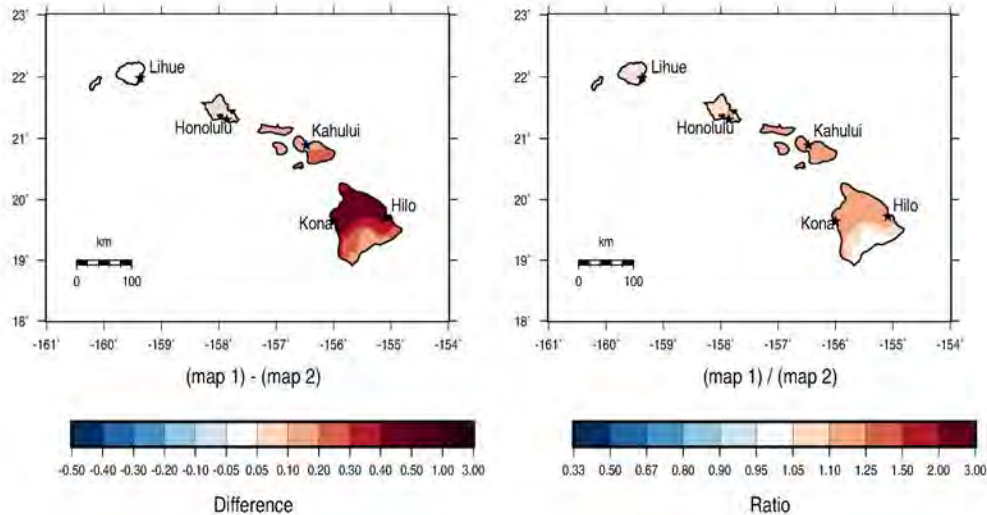 23˚
22˚
21˚
20˚
19˚
18˚
-161˚ -160˚ -159˚ -158˚ -157˚ -156˚ -155˚ -154˚
Lihue
Honolulu
Kahului
Kona
Hilo
km
0 100
(map 1) - (map 2)
-0.50 -0.40 -0.30 -0.20 -0.10 -0.05 0.05 0.10 0.20 0.30 0.40 0.50 1.00 3.00
Difference
23˚
22˚
21˚
20˚
19˚
18˚
-161˚ -160˚ -159˚ -158˚ -157˚ -156˚ -155˚ -154˚
Lihue
Honolulu
Kahului
Kona
Hilo
km
0 100
(map 1) / (map 2)
0.33 0.50 0.67 0.80 0.90 0.95 1.05 1.10 1.25 1.50 2.00 3.00
Ratio